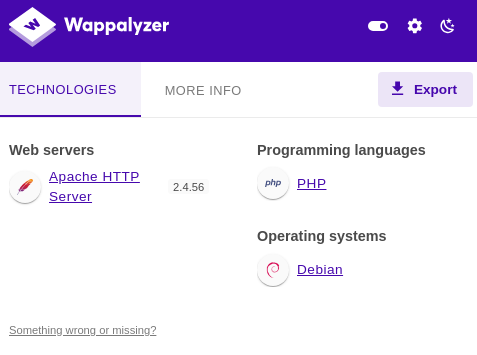 Wappalyzer
TECHNOLOGIES
MORE INFO
Export
Web servers
Apache HTTP
Server
2.4.56
Programming languages
php
PHP
Operating systems
Debian
Something wrong or missing?